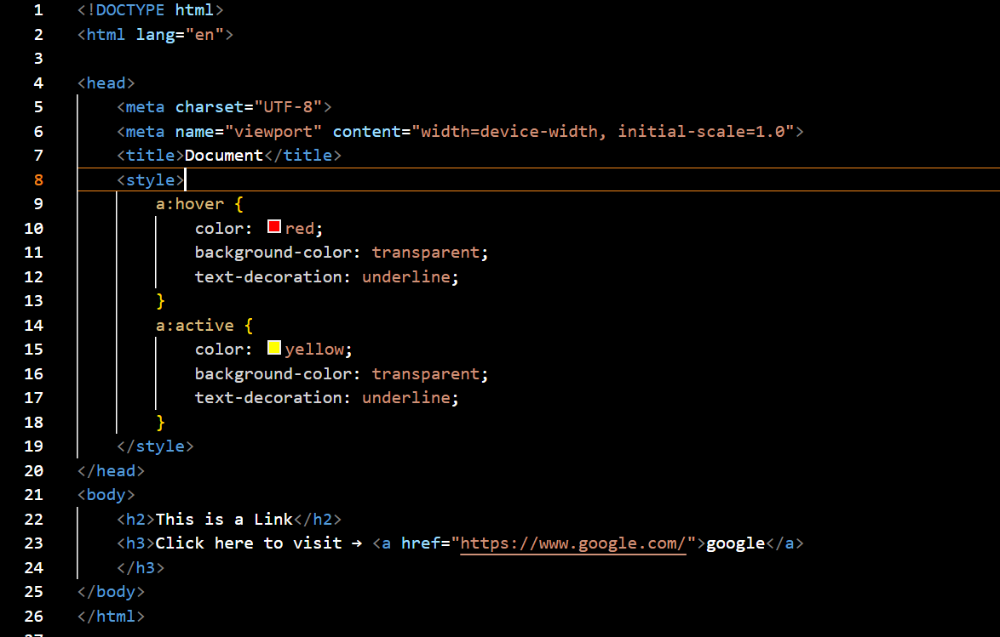 1 <!DOCTYPE html>
2 <html lang="en">
3
4 <head>
5     <meta charset="UTF-8">
6     <meta name="viewport" content="width=device-width, initial-scale=1.0">
7     <title>Document</title>
8     <style>
9         a:hover {
10             color: red;
11             background-color: transparent;
12             text-decoration: underline;
13         }
14         a:active {
15             color: yellow;
16             background-color: transparent;
17             text-decoration: underline;
18         }
19     </style>
20 </head>
21 <body>
22     <h2>This is a Link</h2>
23     <h3>Click here to visit → <a href="https://www.google.com/">google</a>
24     </h3>
25 </body>
26 </html>